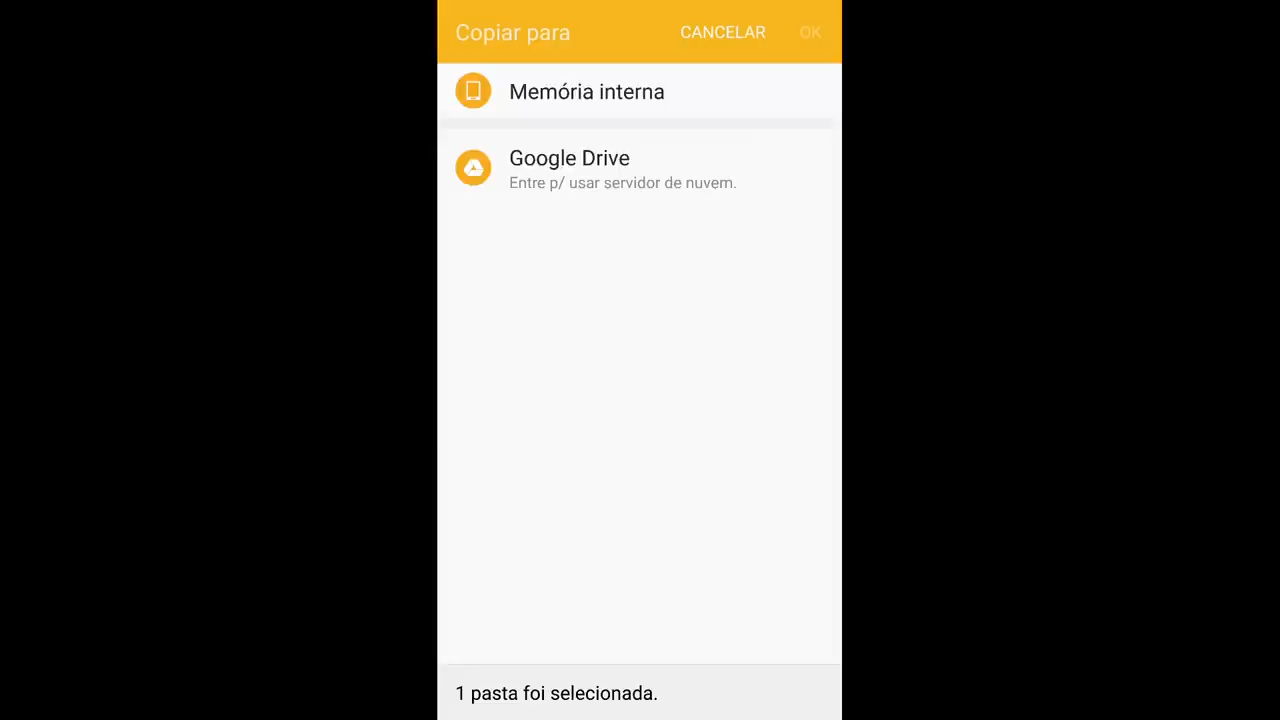 Copiar para CANCELAR OK
Memória interna
Google Drive
Entre p/ usar servidor de nuvem.
1 pasta foi selecionada.